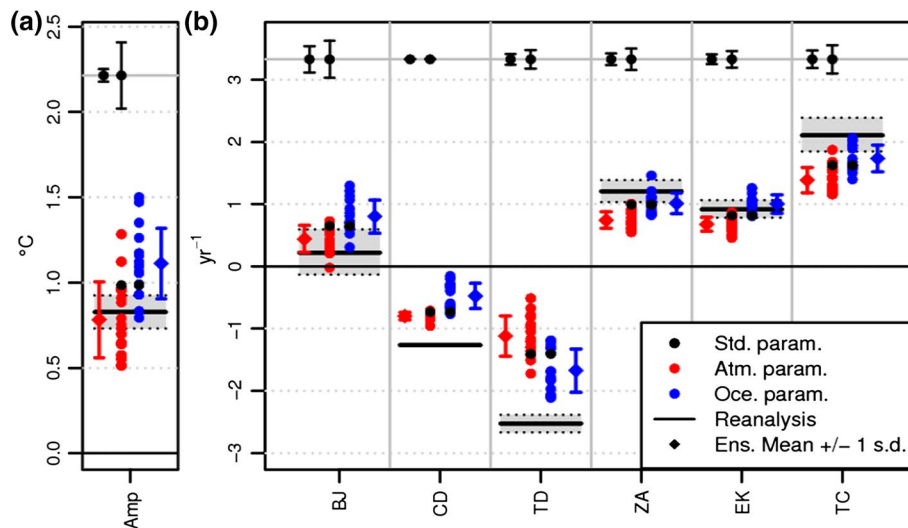 (a)
(b)
°C
0.0
0.5
1.0
1.5
2.0
2.5
Amp
yr⁻¹
3
2
1
0
−1
−2
−3
BJ
CD
TD
ZA
EK
TC
Std. param.
Atm. param.
Oce. param.
Reanalysis
Ens. Mean +/− 1 s.d.